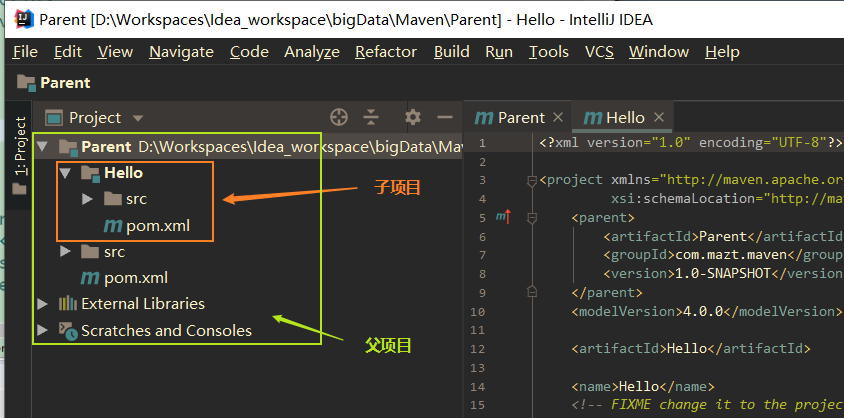 Parent [D:\Workspaces\Idea_workspace\bigData\Maven\Parent] - Hello - IntelliJ IDEA
File Edit View Navigate Code Analyze Refactor Build Run Tools VCS Window Help
Parent
1: Project
Project
Parent D:\Workspaces\Idea_workspace\bigData\Mav
Hello
src
pom.xml
src
pom.xml
External Libraries
Scratches and Consoles
子项目
父项目
Parent
Hello
1 <?xml version="1.0" encoding="UTF-8"?>
2
3 <project xmlns="http://maven.apache.or
4 xsi:schemaLocation="http://ma
5 <parent>
6 <artifactId>Parent</artifactId
7 <groupId>com.mazt.maven</group
8 <version>1.0-SNAPSHOT</version
9 </parent>
10 <modelVersion>4.0.0</modelVersion>
11
12 <artifactId>Hello</artifactId>
13
14 <name>Hello</name>
15 <!-- FIXME change it to the projec